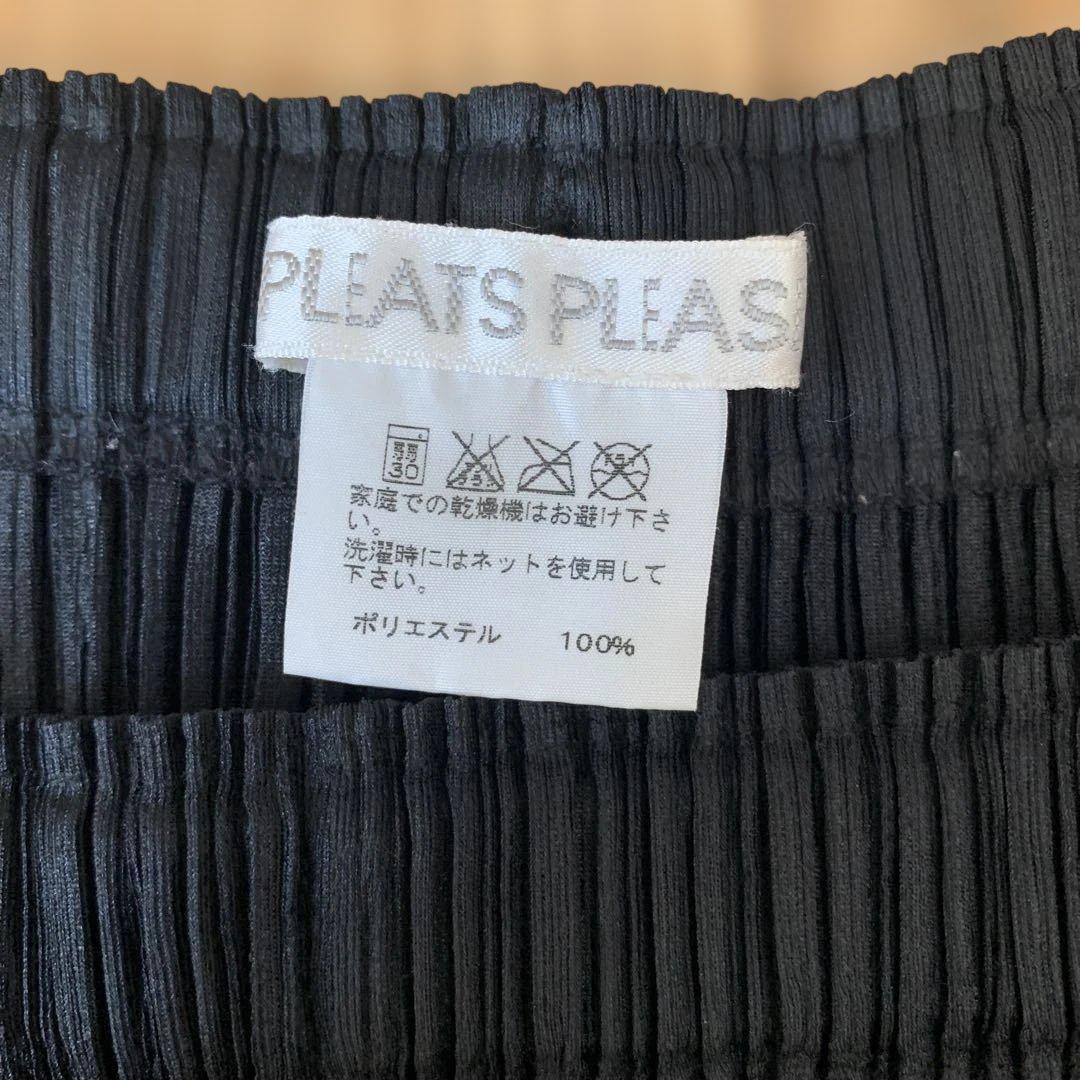 PLEATS PLEAS
弱
30
家庭での乾燥機はお避け下さ
い。
洗濯時にはネットを使用して
下さい。
ポリエステル 100%